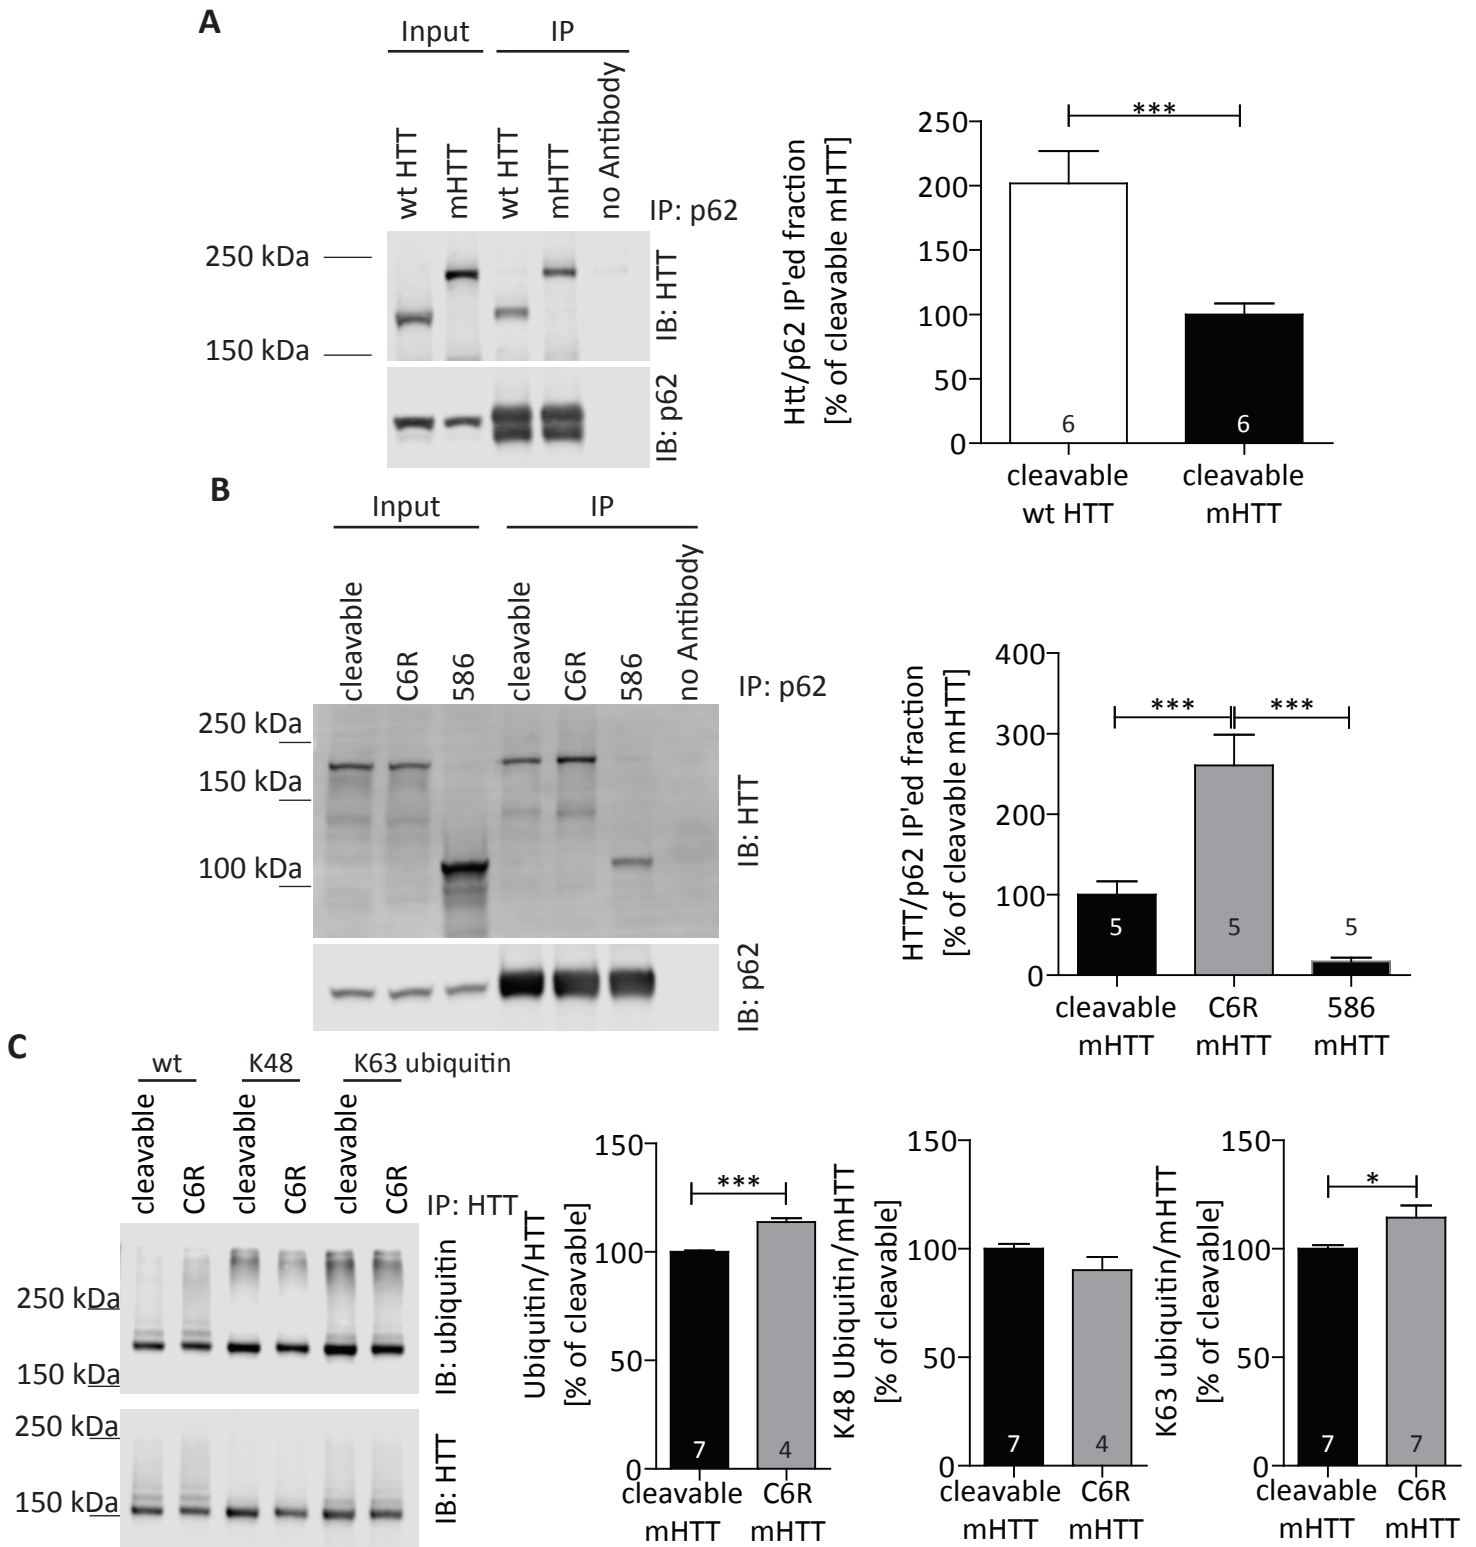 A
Input IP
wt HTT
mHTT
wt HTT
mHTT
no Antibody
IP: p62
250 kDa
150 kDa
IB: HTT
IB: p62
Htt/p62 IP'ed fraction
[% of cleavable mHTT]
250
200
150
100
50
0
***
6 6
cleavable cleavable
wt HTT mHTT
B
Input IP
cleavable
C6R
586
cleavable
C6R
586
no Antibody
IP: p62
250 kDa
150 kDa
100 kDa
IB: HTT
IB: p62
HTT/p62 IP'ed fraction
[% of cleavable mHTT]
400
300
200
100
0
*** ***
5 5 5
cleavable C6R 586
mHTT mHTT mHTT
C
wt K48 K63 ubiquitin
cleavable
C6R
cleavable
C6R
cleavable
C6R
IP: HTT
250 kDa
150 kDa
IB: ubiquitin
250 kDa
150 kDa
IB: HTT
Ubiquitin/HTT
[% of cleavable]
150
100
50
0
***
7 4
cleavable C6R
mHTT mHTT
K48 Ubiquitin/mHTT
[% of cleavable]
150
100
50
0
7 4
cleavable C6R
mHTT mHTT
K63 ubiquitin/mHTT
[% of cleavable]
150
100
50
0
*
7 7
cleavable C6R
mHTT mHTT